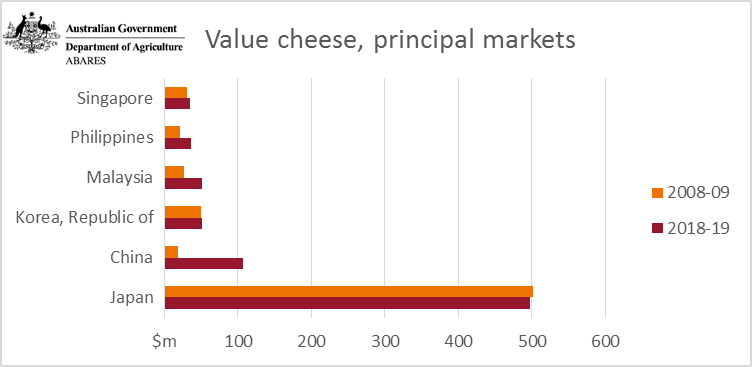 Australian Government
Department of Agriculture
ABARES
Value cheese, principal markets
Singapore
Philippines
Malaysia
Korea, Republic of
China
Japan
2008-09
2018-19
$m 100 200 300 400 500 600